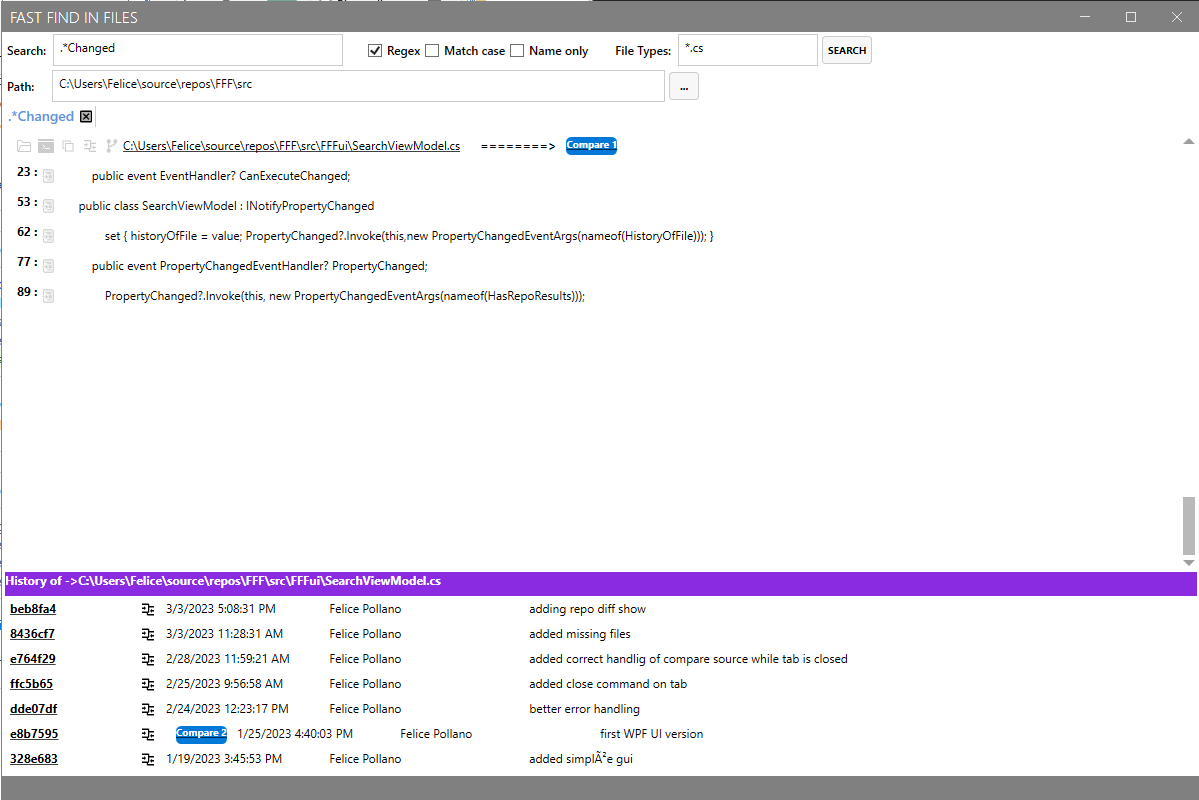 FAST FIND IN FILES
Search: .*Changed Regex Match case Name only File Types: *.cs SEARCH
Path: C:\Users\Felice\source\repos\FFF\src ...
.*Changed
C:\Users\Felice\source\repos\FFF\src\FFFui\SearchViewModel.cs ========> Compare 1
23 : public event EventHandler? CanExecuteChanged;
53 : public class SearchViewModel : INotifyPropertyChanged
62 : set { historyOfFile = value; PropertyChanged?.Invoke(this,new PropertyChangedEventArgs(nameof(HistoryOfFile))); }
77 : public event PropertyChangedEventHandler? PropertyChanged;
89 : PropertyChanged?.Invoke(this, new PropertyChangedEventArgs(nameof(HasRepoResults)));
History of ->C:\Users\Felice\source\repos\FFF\src\FFFui\SearchViewModel.cs
beb8fa4 3/3/2023 5:08:31 PM Felice Pollano adding repo diff show
8436cf7 3/3/2023 11:28:31 AM Felice Pollano added missing files
e764f29 2/28/2023 11:59:21 AM Felice Pollano added correct handlig of compare source while tab is closed
ffc5b65 2/25/2023 9:56:58 AM Felice Pollano added close command on tab
dde07df 2/24/2023 12:23:17 PM Felice Pollano better error handling
e8b7595 Compare 2 1/25/2023 4:40:03 PM Felice Pollano first WPF UI version
328e683 1/19/2023 3:45:53 PM Felice Pollano added simplÃ²e gui